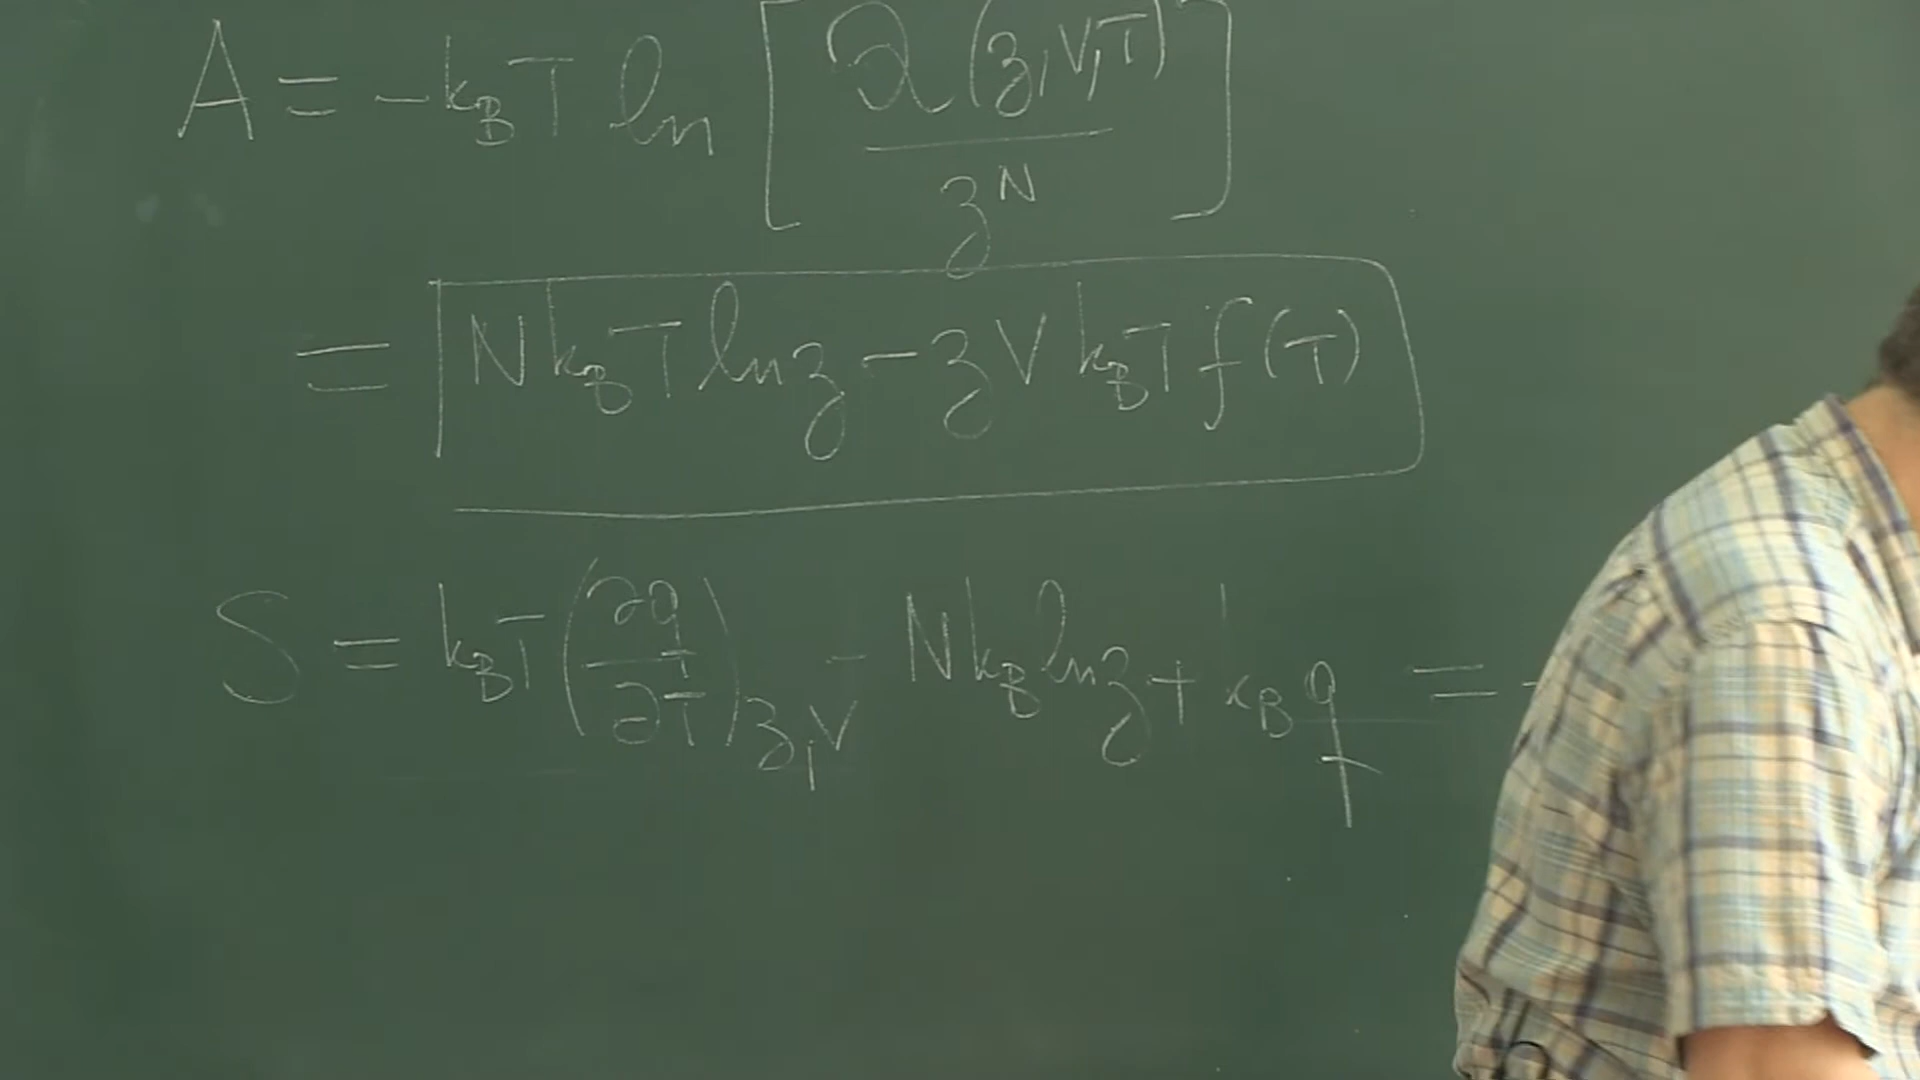 A = -k_B T ln [ 𝒬(z,V,T) / z^N ]
= N k_B T ln z - z V k_B T f(T)
S = k_B T (∂q/∂T)_{z,V} - N k_B ln z + k_B q =